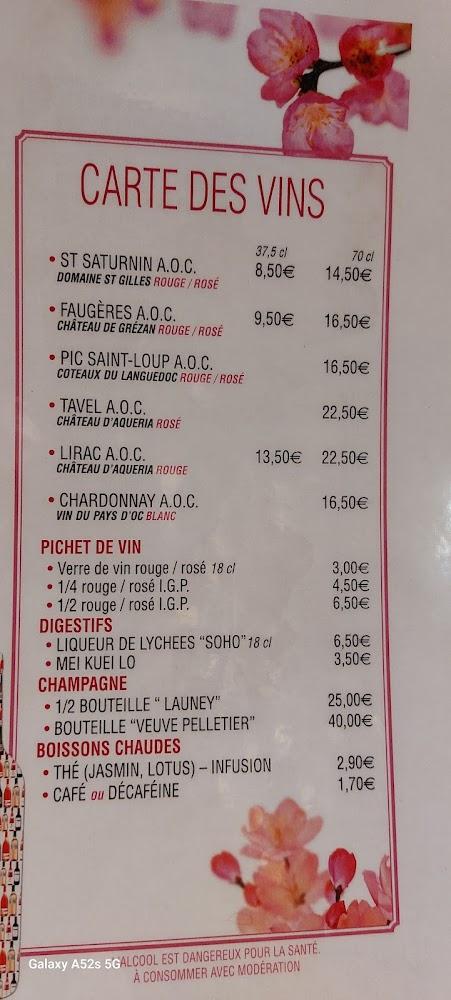 CARTE DES VINS
37,5 cl 70 cl
• ST SATURNIN A.O.C. 8,50€ 14,50€
DOMAINE ST GILLES ROUGE / ROSÉ
• FAUGÈRES A.O.C. 9,50€ 16,50€
CHÂTEAU DE GRÉZAN ROUGE / ROSÉ
• PIC SAINT-LOUP A.O.C. 16,50€
COTEAUX DU LANGUEDOC ROUGE / ROSÉ
• TAVEL A.O.C. 22,50€
CHÂTEAU D'AQUERIA ROSÉ
• LIRAC A.O.C. 13,50€ 22,50€
CHÂTEAU D'AQUERIA ROUGE
• CHARDONNAY A.O.C. 16,50€
VIN DU PAYS D'OC BLANC
PICHET DE VIN
• Verre de vin rouge / rosé 18 cl 3,00€
• 1/4 rouge / rosé I.G.P. 4,50€
• 1/2 rouge / rosé I.G.P. 6,50€
DIGESTIFS
• LIQUEUR DE LYCHEES "SOHO" 18 cl 6,50€
• MEI KUEI LO 3,50€
CHAMPAGNE
• 1/2 BOUTEILLE " LAUNEY" 25,00€
• BOUTEILLE "VEUVE PELLETIER" 40,00€
BOISSONS CHAUDES
• THÉ (JASMIN, LOTUS) – INFUSION 2,90€
• CAFÉ ou DÉCAFÉINE 1,70€
ALCOOL EST DANGEREUX POUR LA SANTÉ.
À CONSOMMER AVEC MODÉRATION
Galaxy A52s 5G